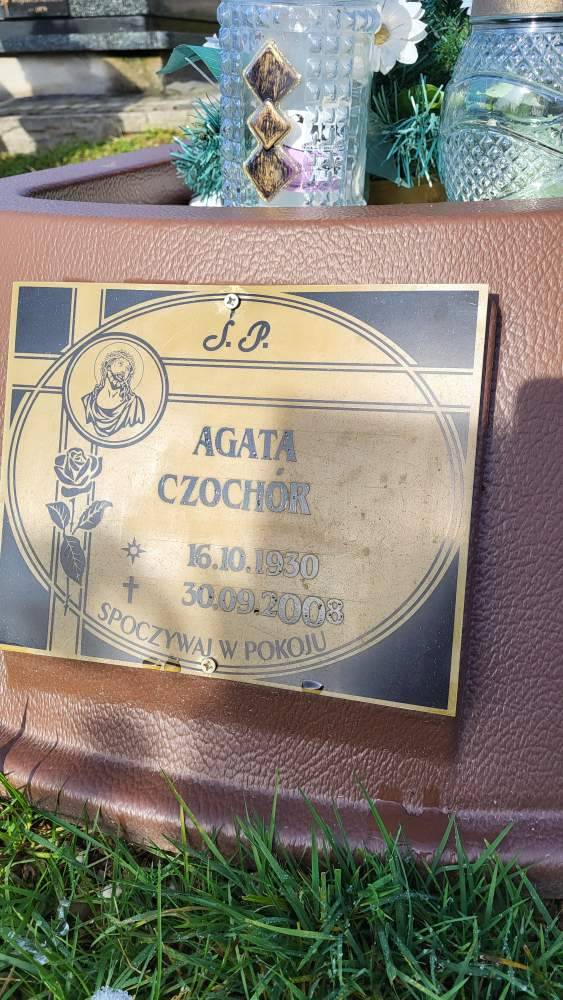 Ś.P.
AGATA
CZOCHÓR
16.10.1930
30.09.2008
SPOCZYWAJ W POKOJU